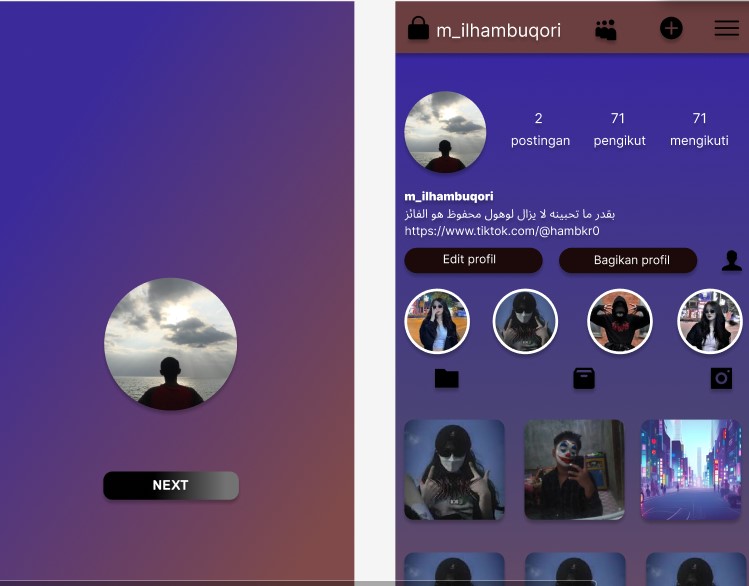 NEXT
m_ilhambuqori
2 71 71
postingan pengikut mengikuti
m_ilhambuqori
بقدر ما تحبينه لا يزال لوهول محفوظ هو الفائز
https://www.tiktok.com/@hambkr0
Edit profil Bagikan profil